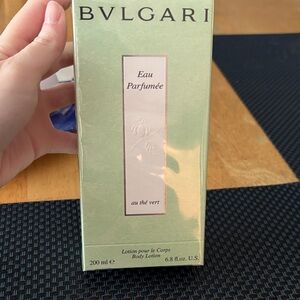 BVLGARI
Eau
Parfumée
au thé vert
Lotion pour le Corps
Body Lotion
200 ml ℮ 6.8 fl.oz. U.S.